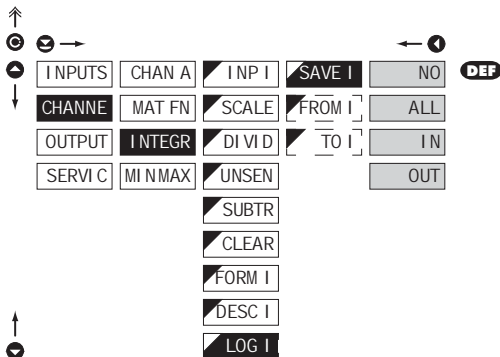 INPUTS CHAN A INP I SAVE I NO DEF
CHANNE MAT FN SCALE FROM I ALL
OUTPUT INTEGR DIVID TO I IN
SERVIC MINMAX UNSEN OUT
SUBTR
CLEAR
FORM I
DESC I
LOG I